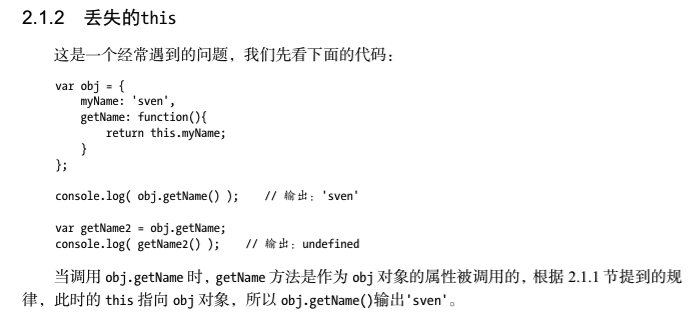 2.1.2 丢失的this
这是一个经常遇到的问题，我们先看下面的代码：
var obj = {
    myName: 'sven',
    getName: function(){
        return this.myName;
    }
};
console.log( obj.getName() );    // 输出：'sven'
var getName2 = obj.getName;
console.log( getName2() );    // 输出：undefined
当调用 obj.getName 时，getName 方法是作为 obj 对象的属性被调用的，根据 2.1.1 节提到的规
律，此时的 this 指向 obj 对象，所以 obj.getName()输出'sven'。